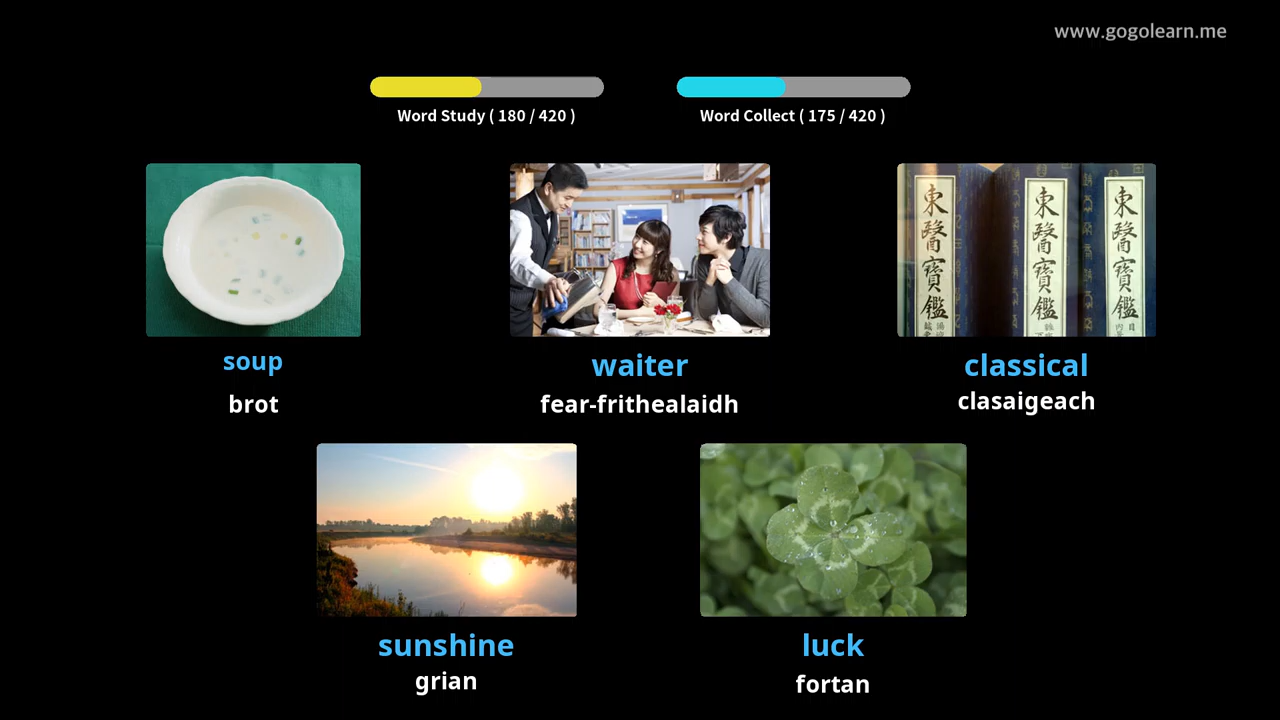 www.gogolearn.me
Word Study ( 180 / 420 )
Word Collect ( 175 / 420 )
東醫寶鑑
東醫寶鑑
東醫寶鑑
soup
waiter
classical
brot
fear-frithealaidh
clasaigeach
sunshine
luck
grian
fortan